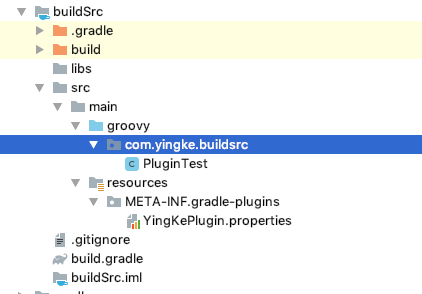 buildSrc
.gradle
build
libs
src
main
groovy
com.yingke.buildsrc
PluginTest
resources
META-INF.gradle-plugins
YingKePlugin.properties
.gitignore
build.gradle
buildSrc.iml